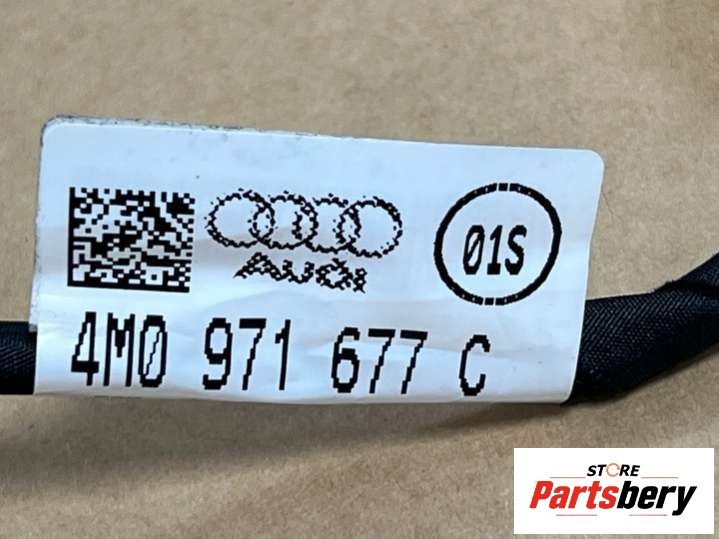 Audi
01S
4M0 971 677 C
STORE
Partsbery